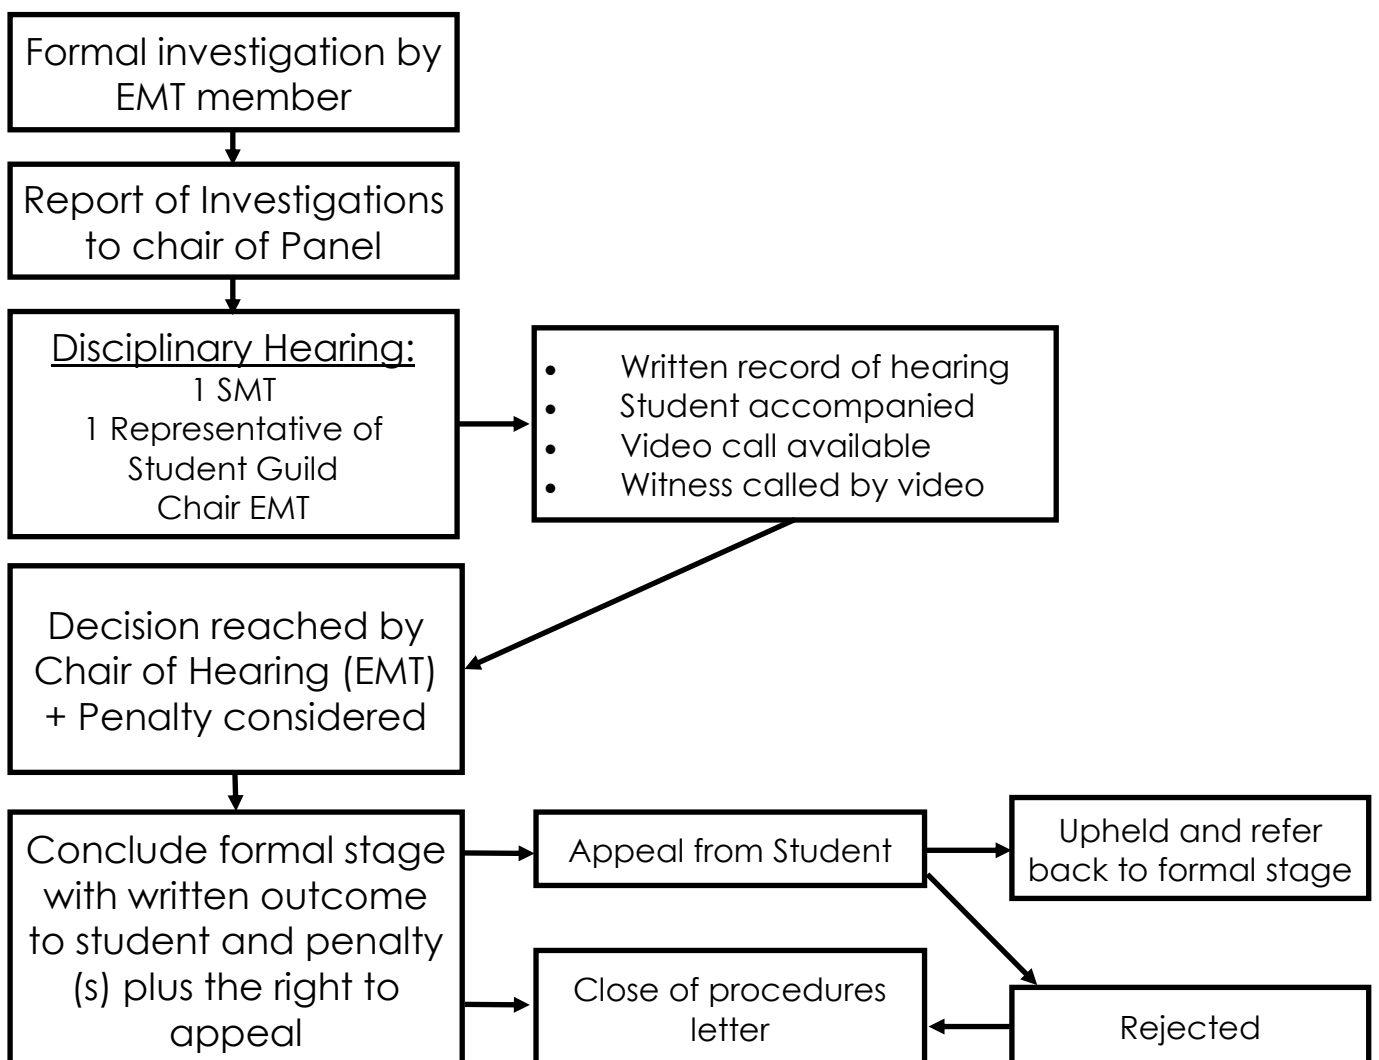 Formal investigation by
EMT member
Report of Investigations
to chair of Panel
Disciplinary Hearing:
1 SMT
1 Representative of
Student Guild
Chair EMT
• Written record of hearing
• Student accompanied
• Video call available
• Witness called by video
Decision reached by
Chair of Hearing (EMT)
+ Penalty considered
Conclude formal stage
with written outcome
to student and penalty
(s) plus the right to
appeal
Appeal from Student
Upheld and refer
back to formal stage
Close of procedures
letter
Rejected